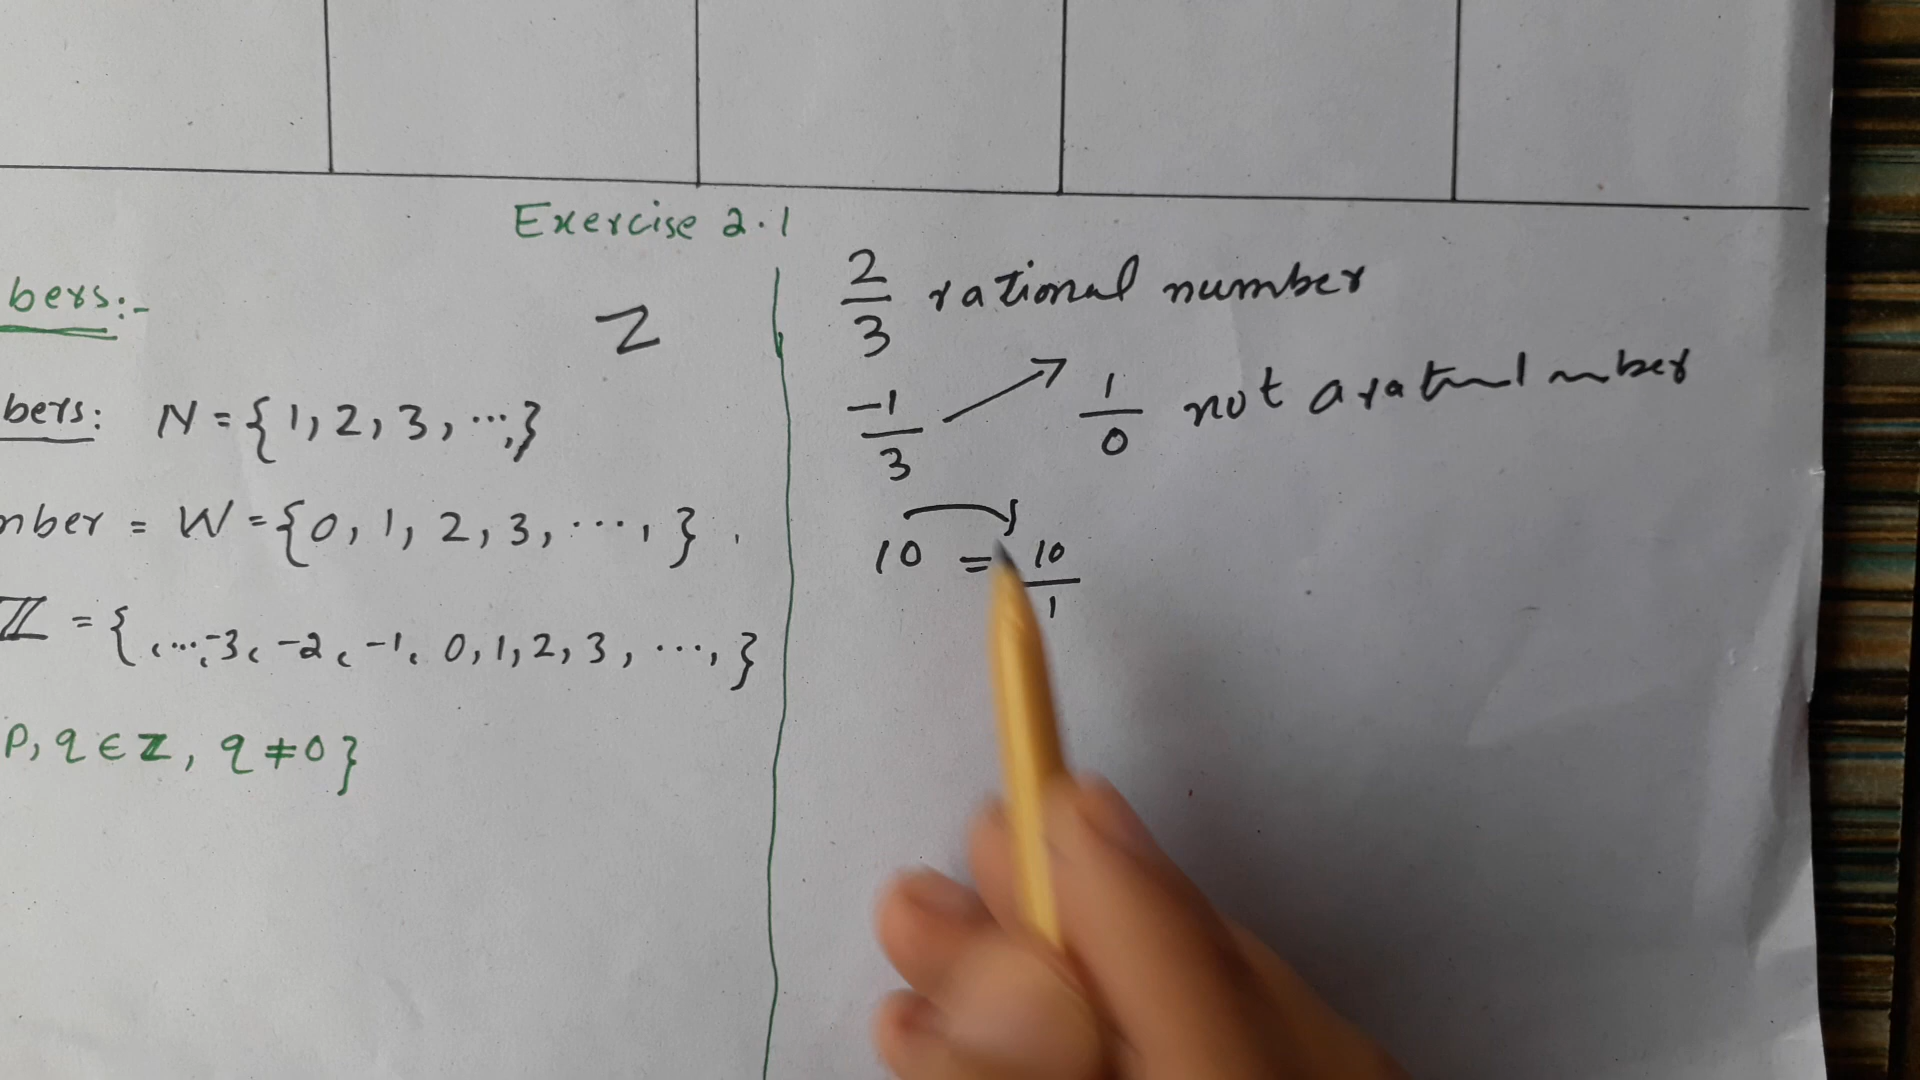 Exercise 2.1
bers:-
Z
bers: N = {1, 2, 3, ...,}
mber = W = {0, 1, 2, 3, ..., } .
ℤ = {, ..., -3, -2, -1, 0, 1, 2, 3, ..., }
P, q ∈ ℤ, q ≠ 0}
2/3 rational number
-1/3
1/0 not a rational number
10 = 10/1